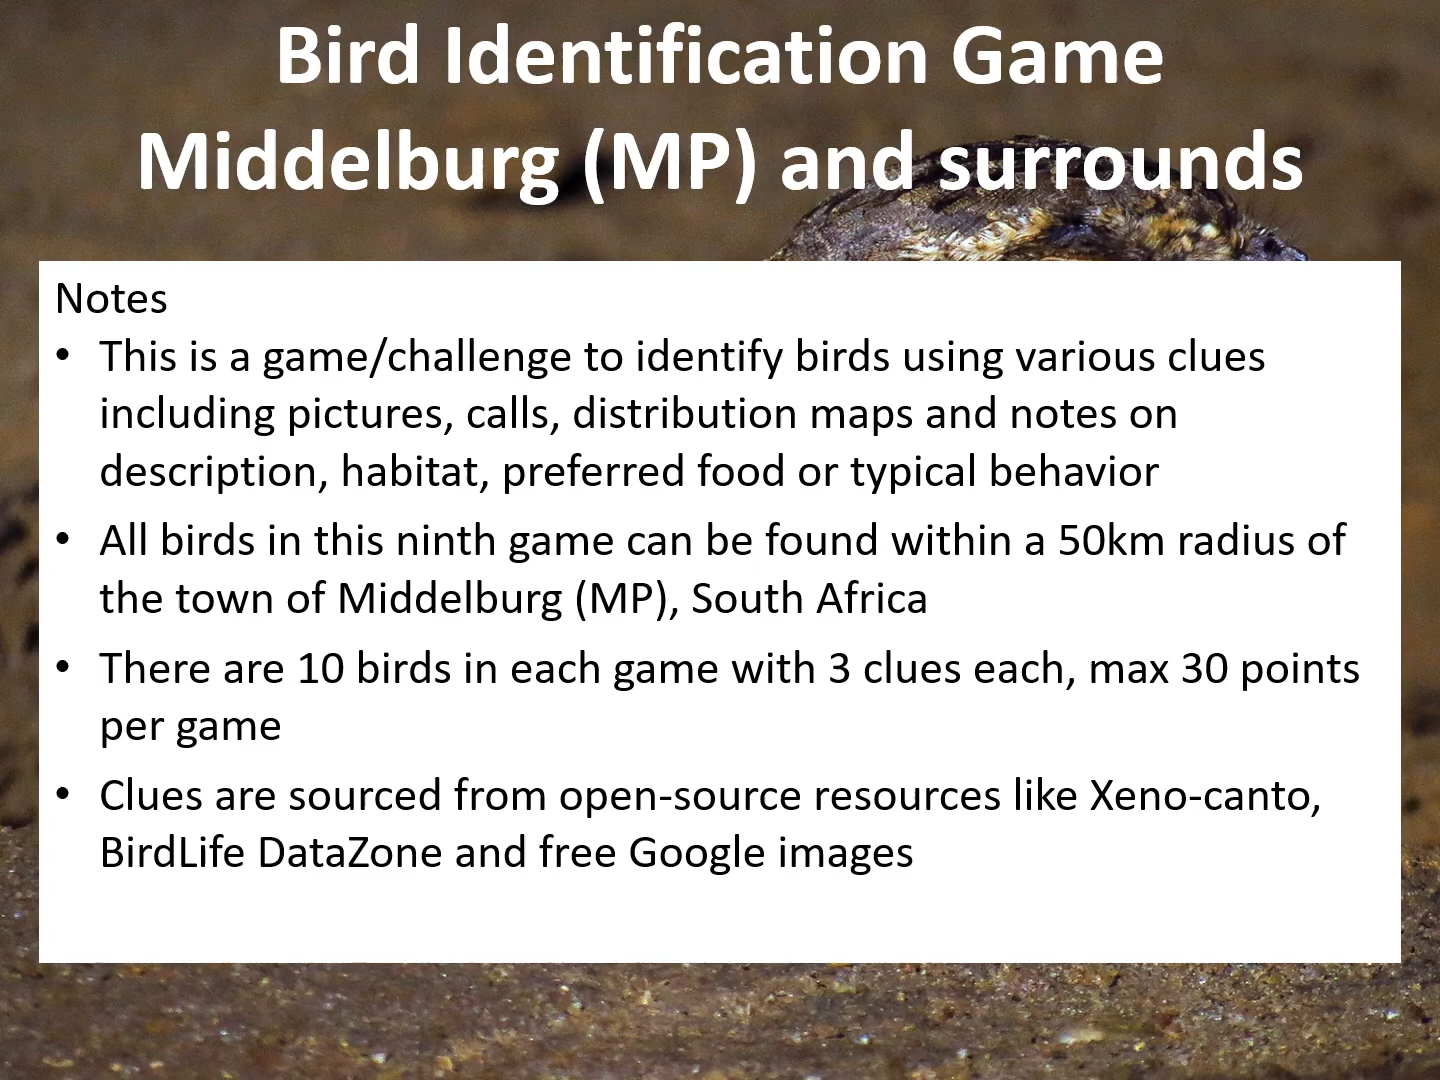 Bird Identification Game
Middelburg (MP) and surrounds
Notes
• This is a game/challenge to identify birds using various clues
including pictures, calls, distribution maps and notes on
description, habitat, preferred food or typical behavior
• All birds in this ninth game can be found within a 50km radius of
the town of Middelburg (MP), South Africa
• There are 10 birds in each game with 3 clues each, max 30 points
per game
• Clues are sourced from open-source resources like Xeno-canto,
BirdLife DataZone and free Google images